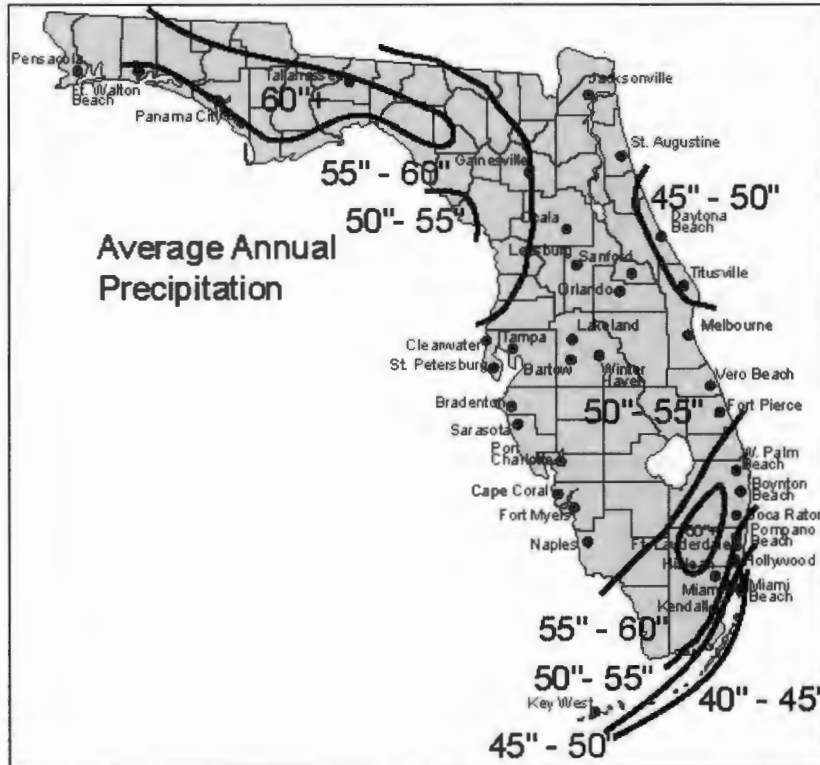 Pensacola
Ft. Walton
Beach
Panama City
Tallahassee
60"+
Jacksonville
St. Augustine
Gainesville
55" - 60"
50"- 55"
45" - 50"
Daytona
Beach
Ocala
Leesburg
Sanford
Titusville
Orlando
Average Annual
Precipitation
Melbourne
Clearwater
Tampa
Lakeland
St. Petersburg
Bartow
Winter
Haven
Vero Beach
Bradenton
50"- 55"
Fort Pierce
Sarasota
Port
Charlotte
W. Palm
Beach
Cape Coral
Boynton
Beach
Fort Myers
Boca Raton
60"+
Pompano
Beach
Naples
Ft. Lauderdale
Hollywood
Hialeah
Miami
Miami
Beach
Kendall
55" - 60"
50"- 55"
Key West
40" - 45"
45" - 50"